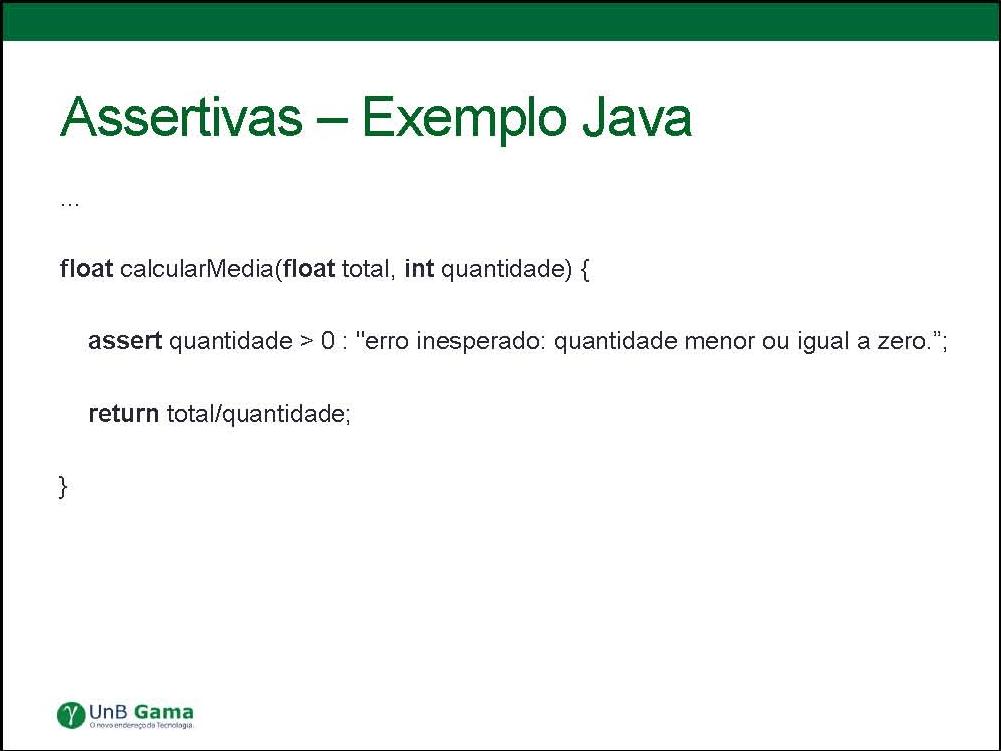 Assertivas – Exemplo Java
...
float calcularMedia(float total, int quantidade) {
assert quantidade > 0 : "erro inesperado: quantidade menor ou igual a zero.”;
return total/quantidade;
}
UnB Gama
O novo endereço da Tecnologia.